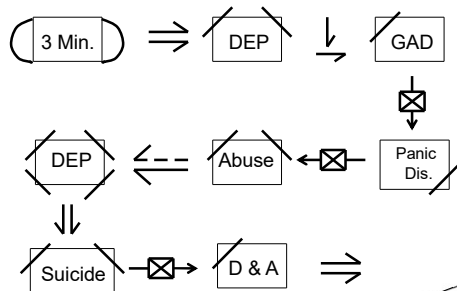 3 Min.
DEP
GAD
DEP
Abuse
Panic
Dis.
Suicide
D & A